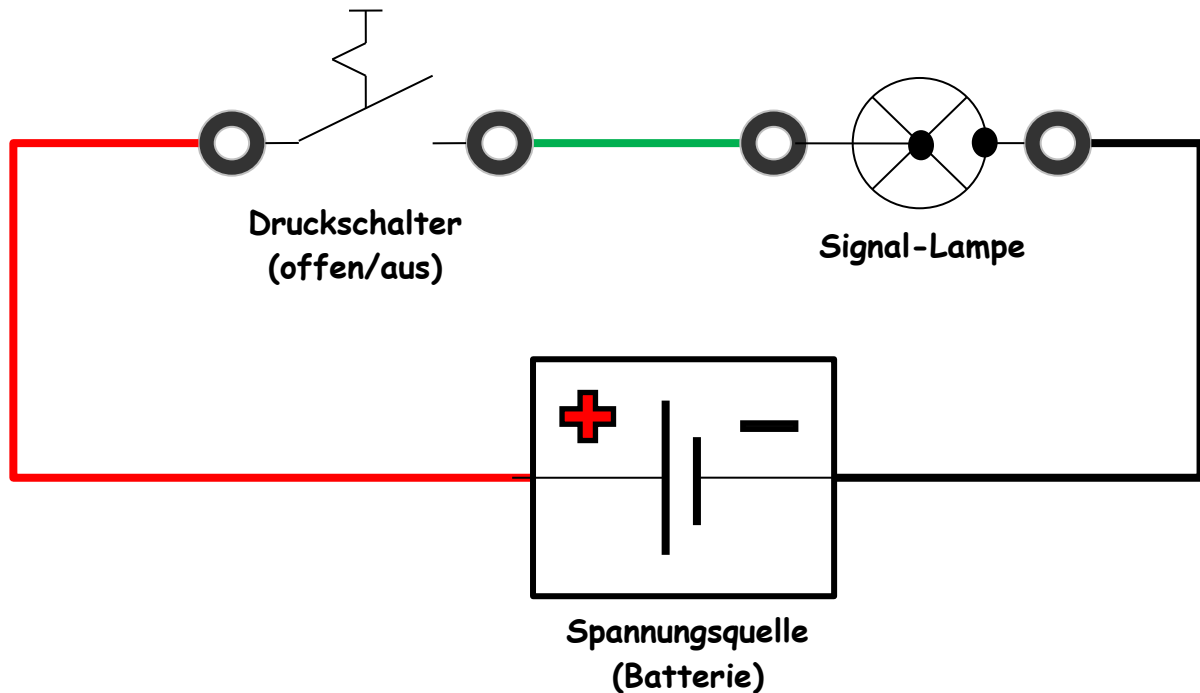 Druckschalter
(offen/aus)
Signal-Lampe
Spannungsquelle
(Batterie)